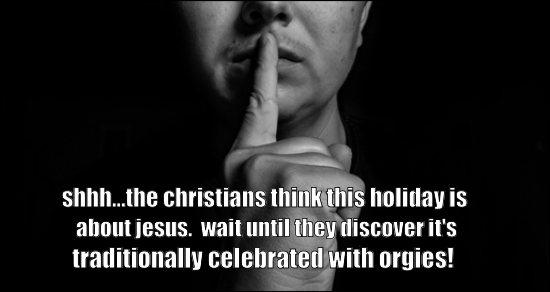 shhh...the christians think this holiday is
about jesus.  wait until they discover it's
traditionally celebrated with orgies!